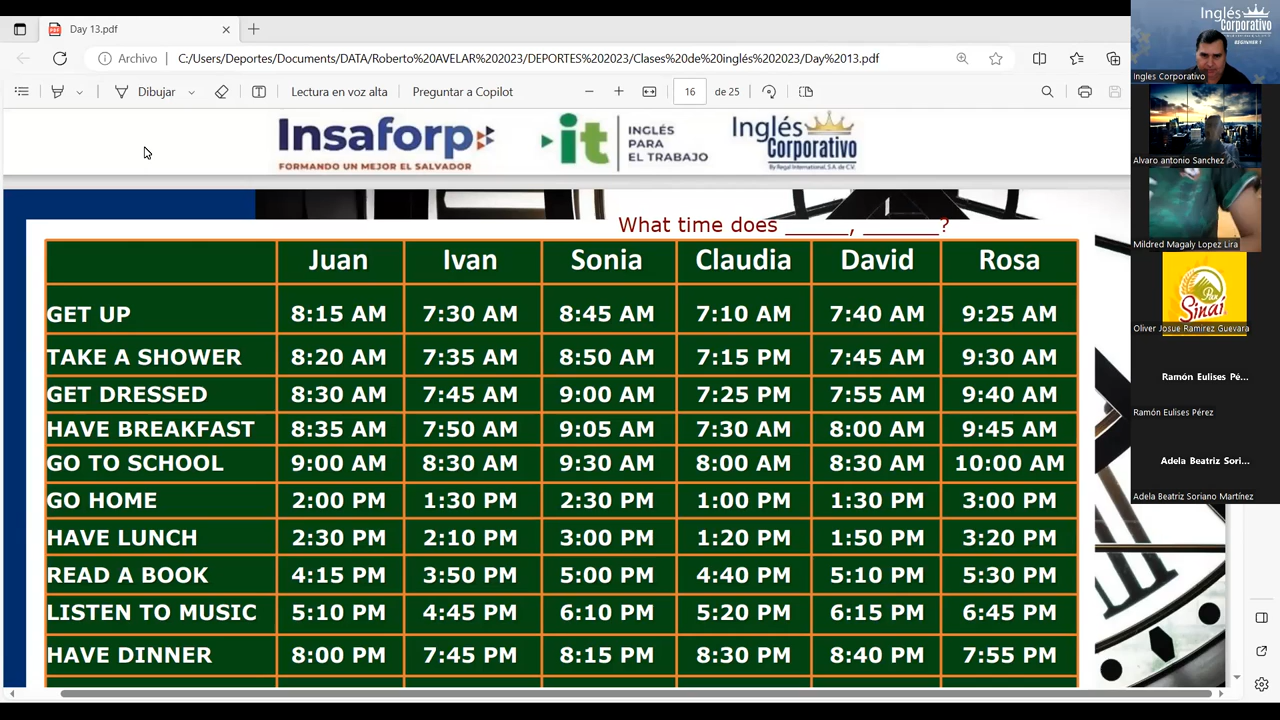 Day 13.pdf
Archivo
C:/Users/Deportes/Documents/DATA/Roberto%20AVELAR%20 os/DEPORTES%202023/Clases%20de%20inglés%202023/Day%2013.pdf
Dibujar
Lectura en voz alta
Preguntar a Copilot
16 de 25
Insaforp
FORMANDO UN MEJOR EL SALVADOR
it INGLÉS PARA EL TRABAJO
Inglés
Corporativo
By Regal International, S.A. de C.V.
What time does _____, ______?
Juan Ivan Sonia Claudia David Rosa
GET UP 8:15 AM 7:30 AM 8:45 AM 7:10 AM 7:40 AM 9:25 AM
TAKE A SHOWER 8:20 AM 7:35 AM 8:50 AM 7:15 PM 7:45 AM 9:30 AM
GET DRESSED 8:30 AM 7:45 AM 9:00 AM 7:25 PM 7:55 AM 9:40 AM
HAVE BREAKFAST 8:35 AM 7:50 AM 9:05 AM 7:30 AM 8:00 AM 9:45 AM
GO TO SCHOOL 9:00 AM 8:30 AM 9:30 AM 8:00 AM 8:30 AM 10:00 AM
GO HOME 2:00 PM 1:30 PM 2:30 PM 1:00 PM 1:30 PM 3:00 PM
HAVE LUNCH 2:30 PM 2:10 PM 3:00 PM 1:20 PM 1:50 PM 3:20 PM
READ A BOOK 4:15 PM 3:50 PM 5:00 PM 4:40 PM 5:10 PM 5:30 PM
LISTEN TO MUSIC 5:10 PM 4:45 PM 6:10 PM 5:20 PM 6:15 PM 6:45 PM
HAVE DINNER 8:00 PM 7:45 PM 8:15 PM 8:30 PM 8:40 PM 7:55 PM
Inglés
Corporativo
BEGINNER 1
Ingles Corporativo
Alvaro antonio Sanchez
Mildred Magaly Lopez Lira
Pan
Sinaí
Oliver Josue Ramirez Guevara
Ramón Eulises Pé...
Ramón Eulises Pérez
Adela Beatriz Sori...
Adela Beatriz Soriano Martínez